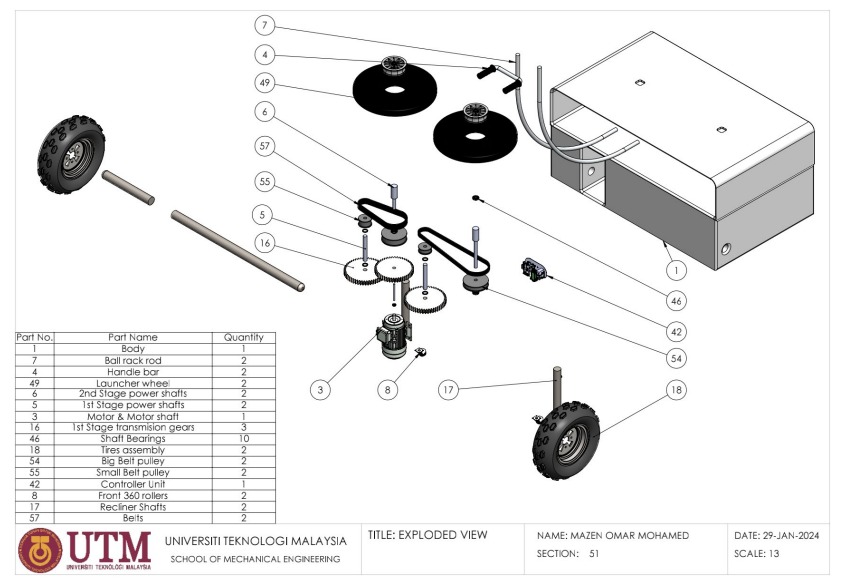 7
4
49
6
57
55
5
16
1
46
42
54
3
8
17
18
Part No. Part Name Quantity
1 Body 1
7 Ball rack rod 2
4 Handle bar 2
49 Launcher wheel 2
6 2nd Stage power shafts 2
5 1st Stage power shafts 2
3 Motor & Motor shaft 1
16 1st Stage transmision gears 3
46 Shaft Bearings 10
18 Tires assembly 2
54 Big Belt pulley 2
55 Small Belt pulley 2
42 Controller Unit 1
8 Front 360 rollers 2
17 Recliner Shafts 2
57 Belts 2
UTM
UNIVERSITI TEKNOLOGI MALAYSIA
UNIVERSITI TEKNOLOGI MALAYSIA
SCHOOL OF MECHANICAL ENGINEERING
TITLE: EXPLODED VIEW
NAME: MAZEN OMAR MOHAMED
SECTION: 51
DATE: 29-JAN-2024
SCALE: 13